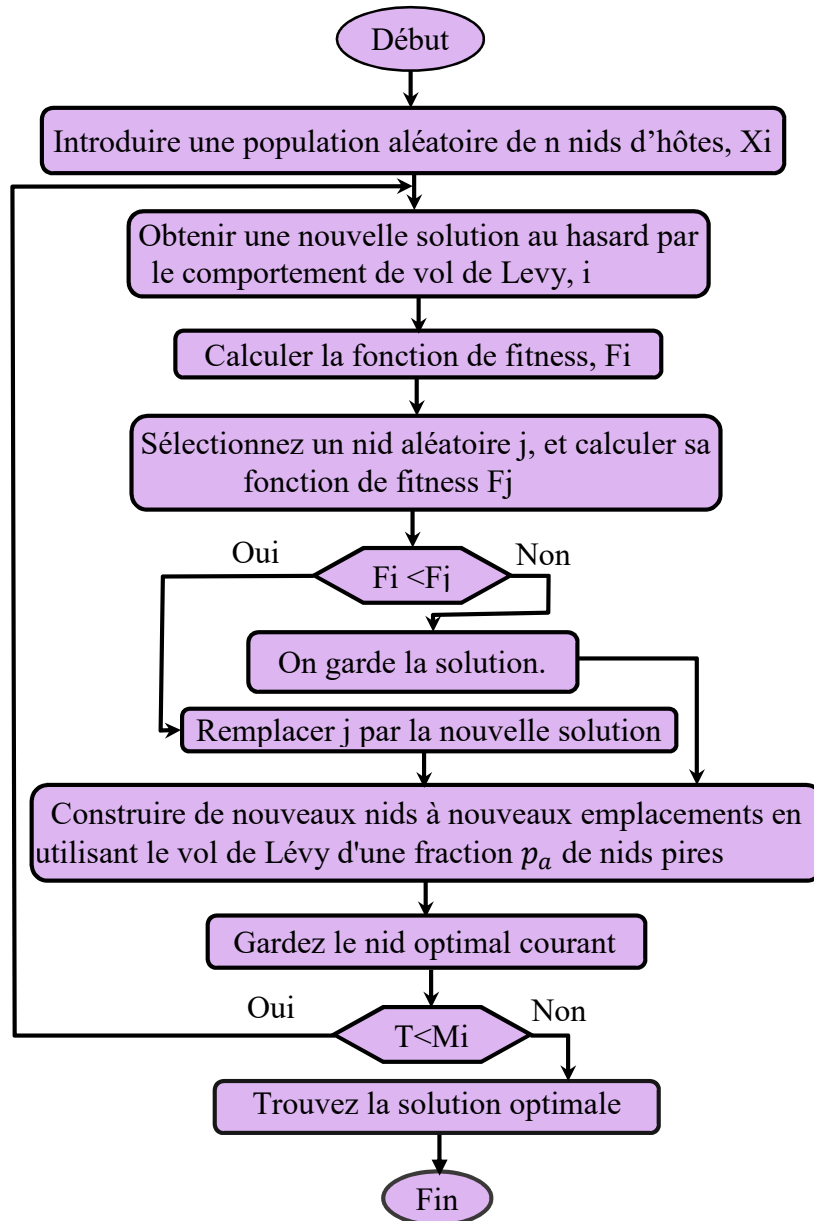 Début
Introduire une population aléatoire de n nids d'hôtes, Xi
Obtenir une nouvelle solution au hasard par
le comportement de vol de Levy, i
Calculer la fonction de fitness, Fi
Sélectionnez un nid aléatoire j, et calculer sa
fonction de fitness Fj
Oui
Fi <Fj
Non
On garde la solution.
Remplacer j par la nouvelle solution
Construire de nouveaux nids à nouveaux emplacements en
utilisant le vol de Lévy d'une fraction $p_a$ de nids pires
Gardez le nid optimal courant
Oui
T<Mi
Non
Trouvez la solution optimale
Fin